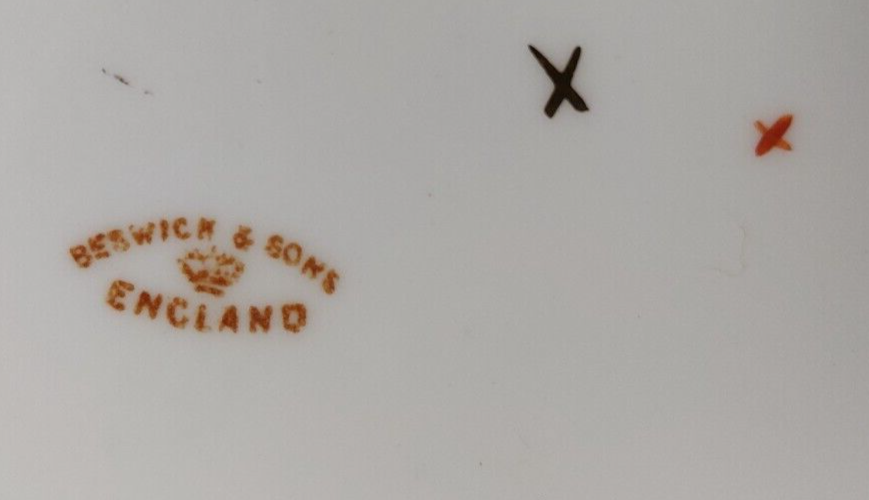 X
X
BESWICK & SONS
ENGLAND